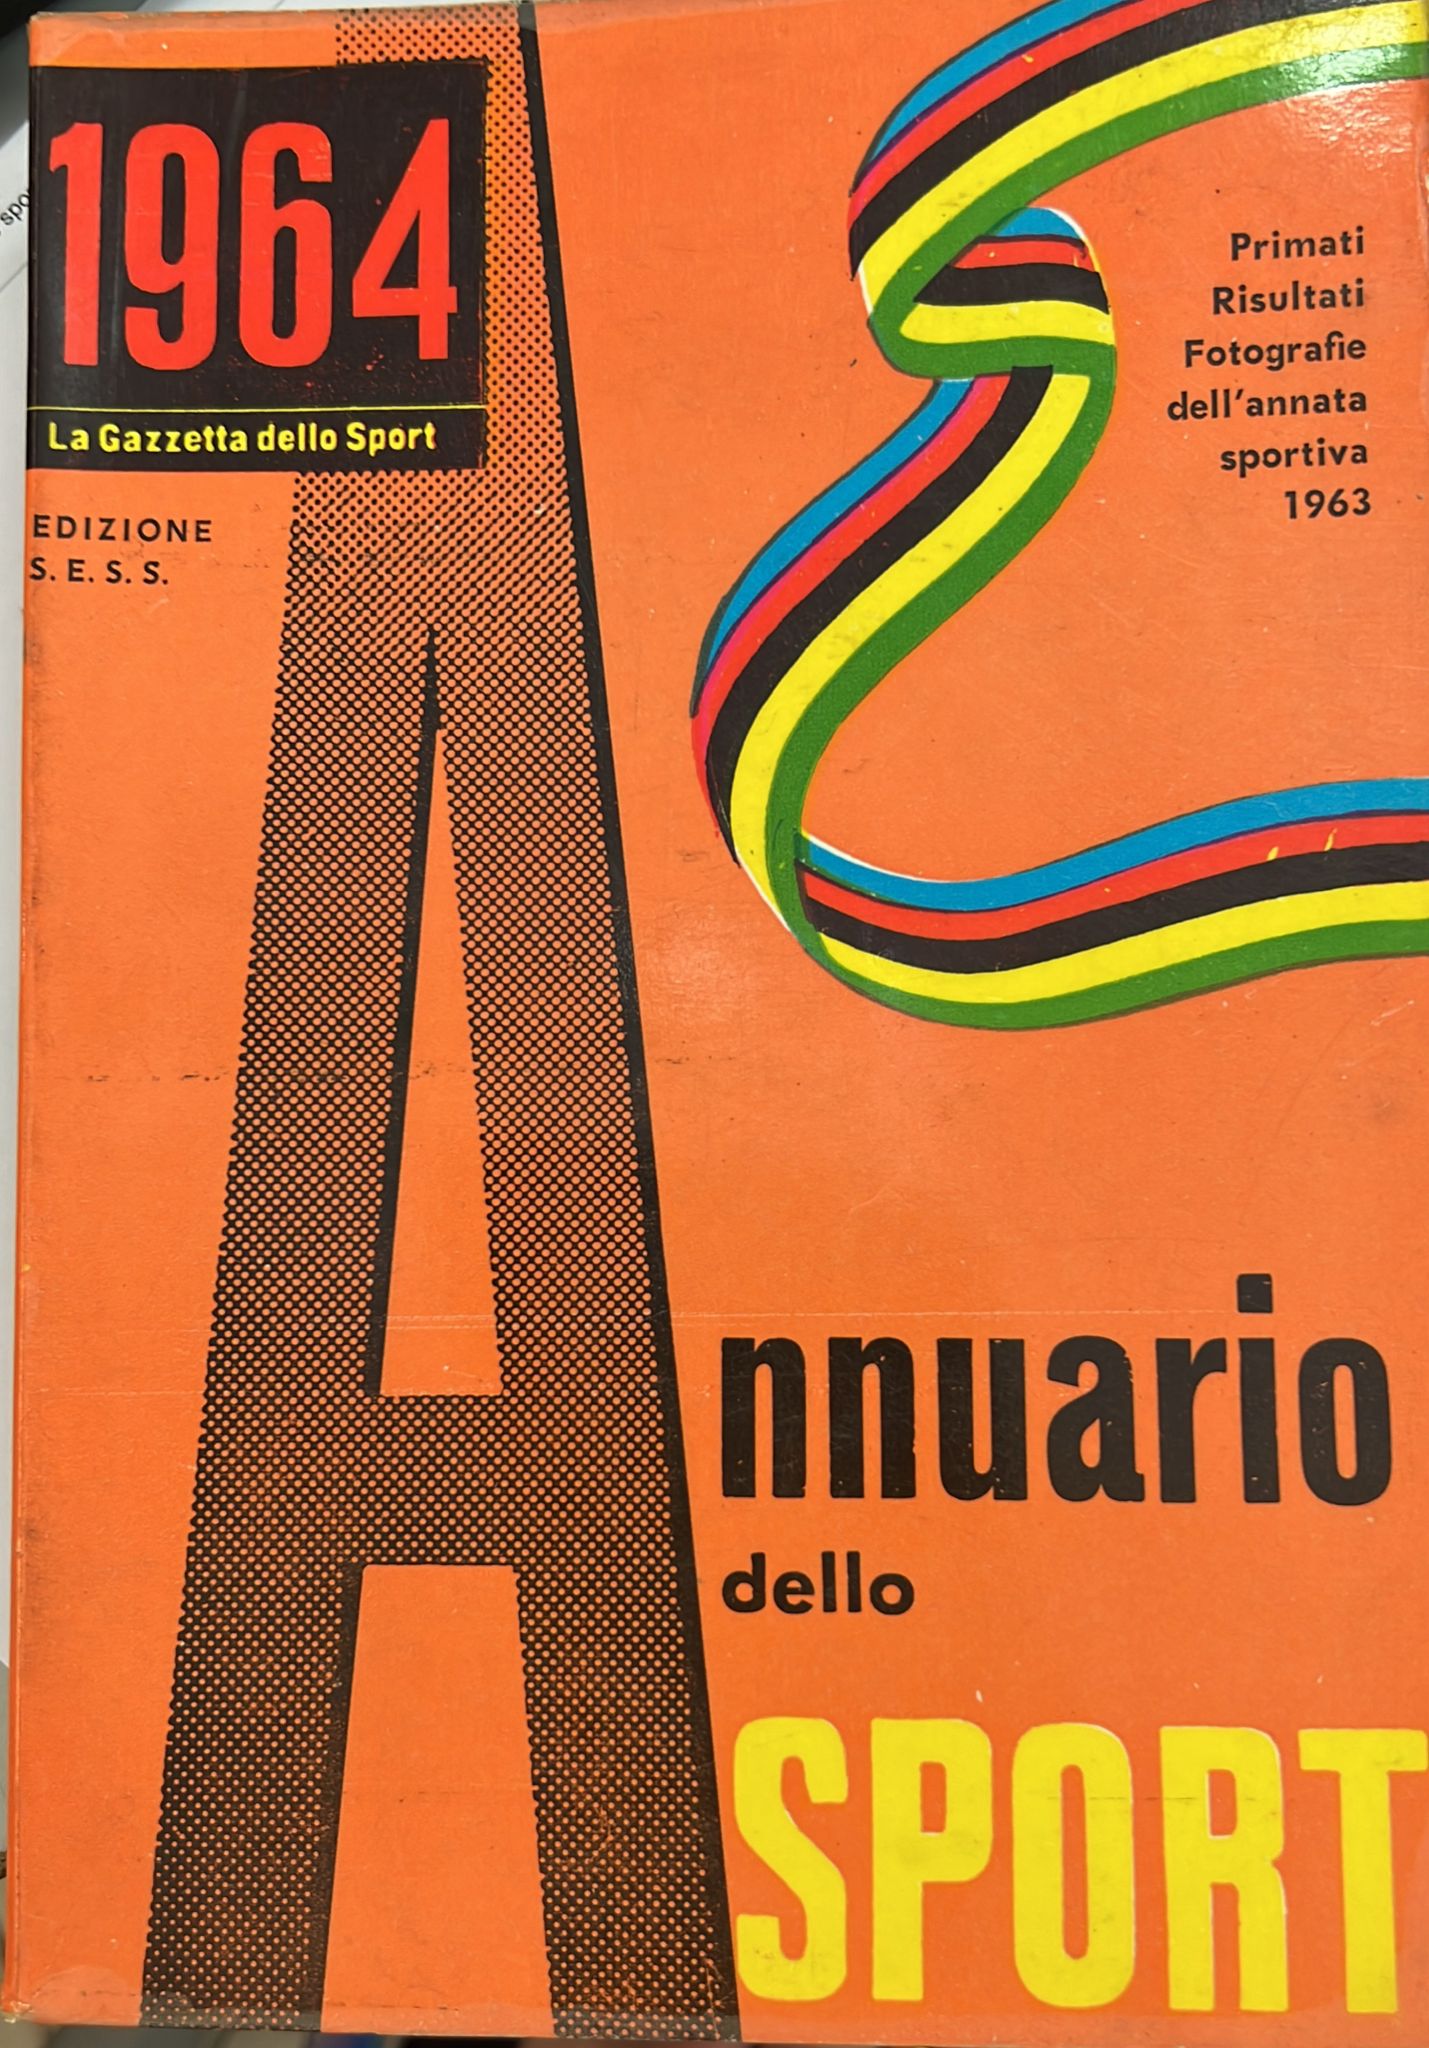 1964
La Gazzetta dello Sport
EDIZIONE
S. E. S. S.
Primati
Risultati
Fotografie
dell'annata
sportiva
1963
Annuario
dello
SPORT